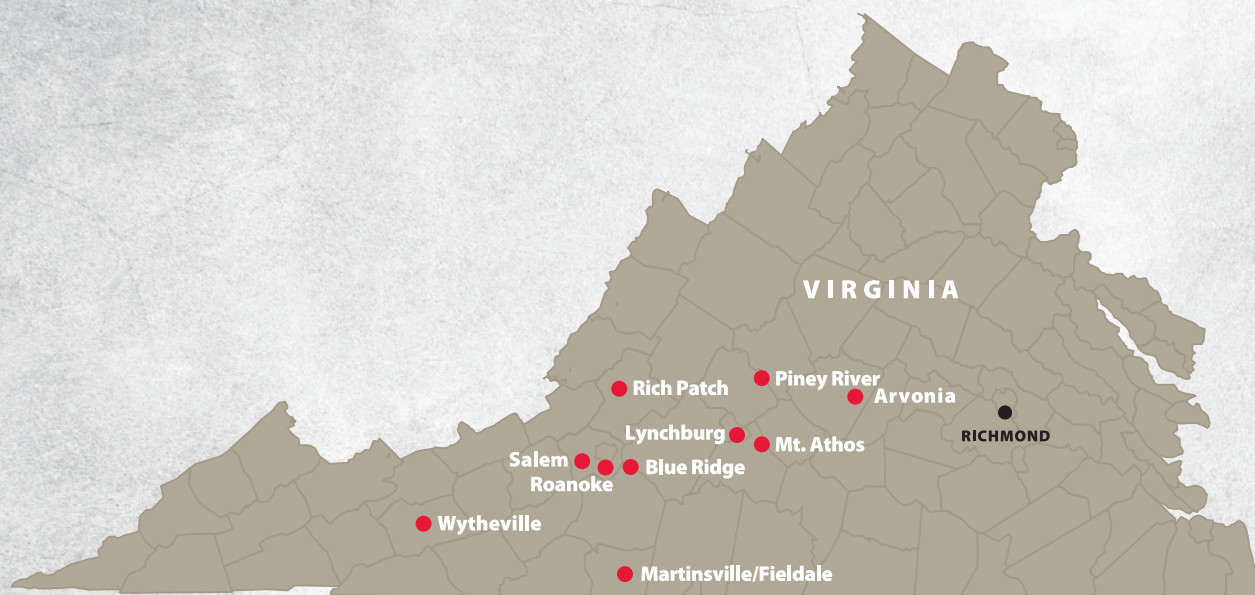 VIRGINIA
Rich Patch
Piney River
Arvonia
RICHMOND
Lynchburg
Mt. Athos
Salem
Roanoke
Blue Ridge
Wytheville
Martinsville/Fieldale